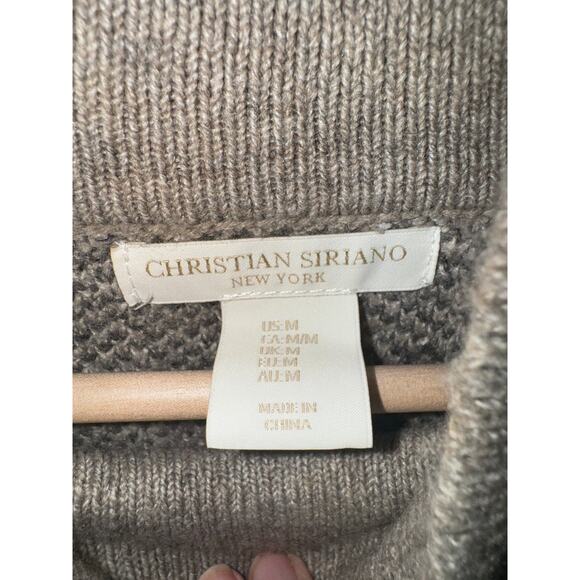 CHRISTIAN SIRIANO
NEW YORK
US:M
CA:M/M
UK:M
EU:M
AU:M
MADE IN
CHINA